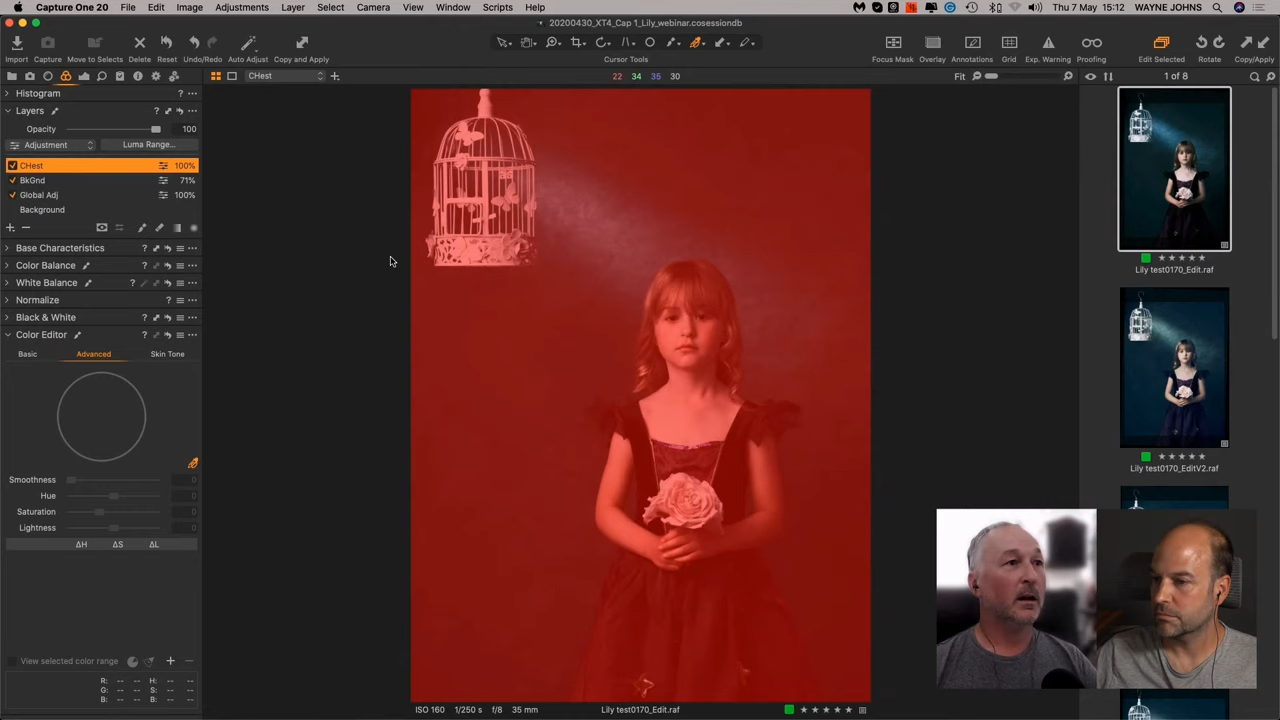 Capture One 20 File Edit Image Adjustments Layer Select Camera View Window Scripts Help Thu 7 May 15:12 WAYNE JOHNS
20200430_XT4_Cap 1_Lily_webinar.cosessiondb
Import Capture Move to Selects Delete Reset Undo/Redo Auto Adjust Copy and Apply Cursor Tools Focus Mask Overlay Annotations Grid Exp. Warning Proofing Edit Selected Rotate Copy/Apply
CHest 22 34 35 30 Fit 1 of 8
Histogram
Layers
Opacity 100
Adjustment Luma Range...
CHest 100%
BkGnd 71%
Global Adj 100%
Background
Base Characteristics ?
Color Balance ?
White Balance ?
Normalize ?
Black & White ?
Color Editor ?
Basic Advanced Skin Tone
Smoothness 0
Hue 0
Saturation 0
Lightness 0
ΔH ΔS ΔL
View selected color range
R: -- -- H: --
G: -- -- S: --
B: -- -- B: --
ISO 160 1/250 s f/8 35 mm Lily test0170_Edit.raf
Lily test0170_Edit.raf
Lily test0170_EditV2.raf